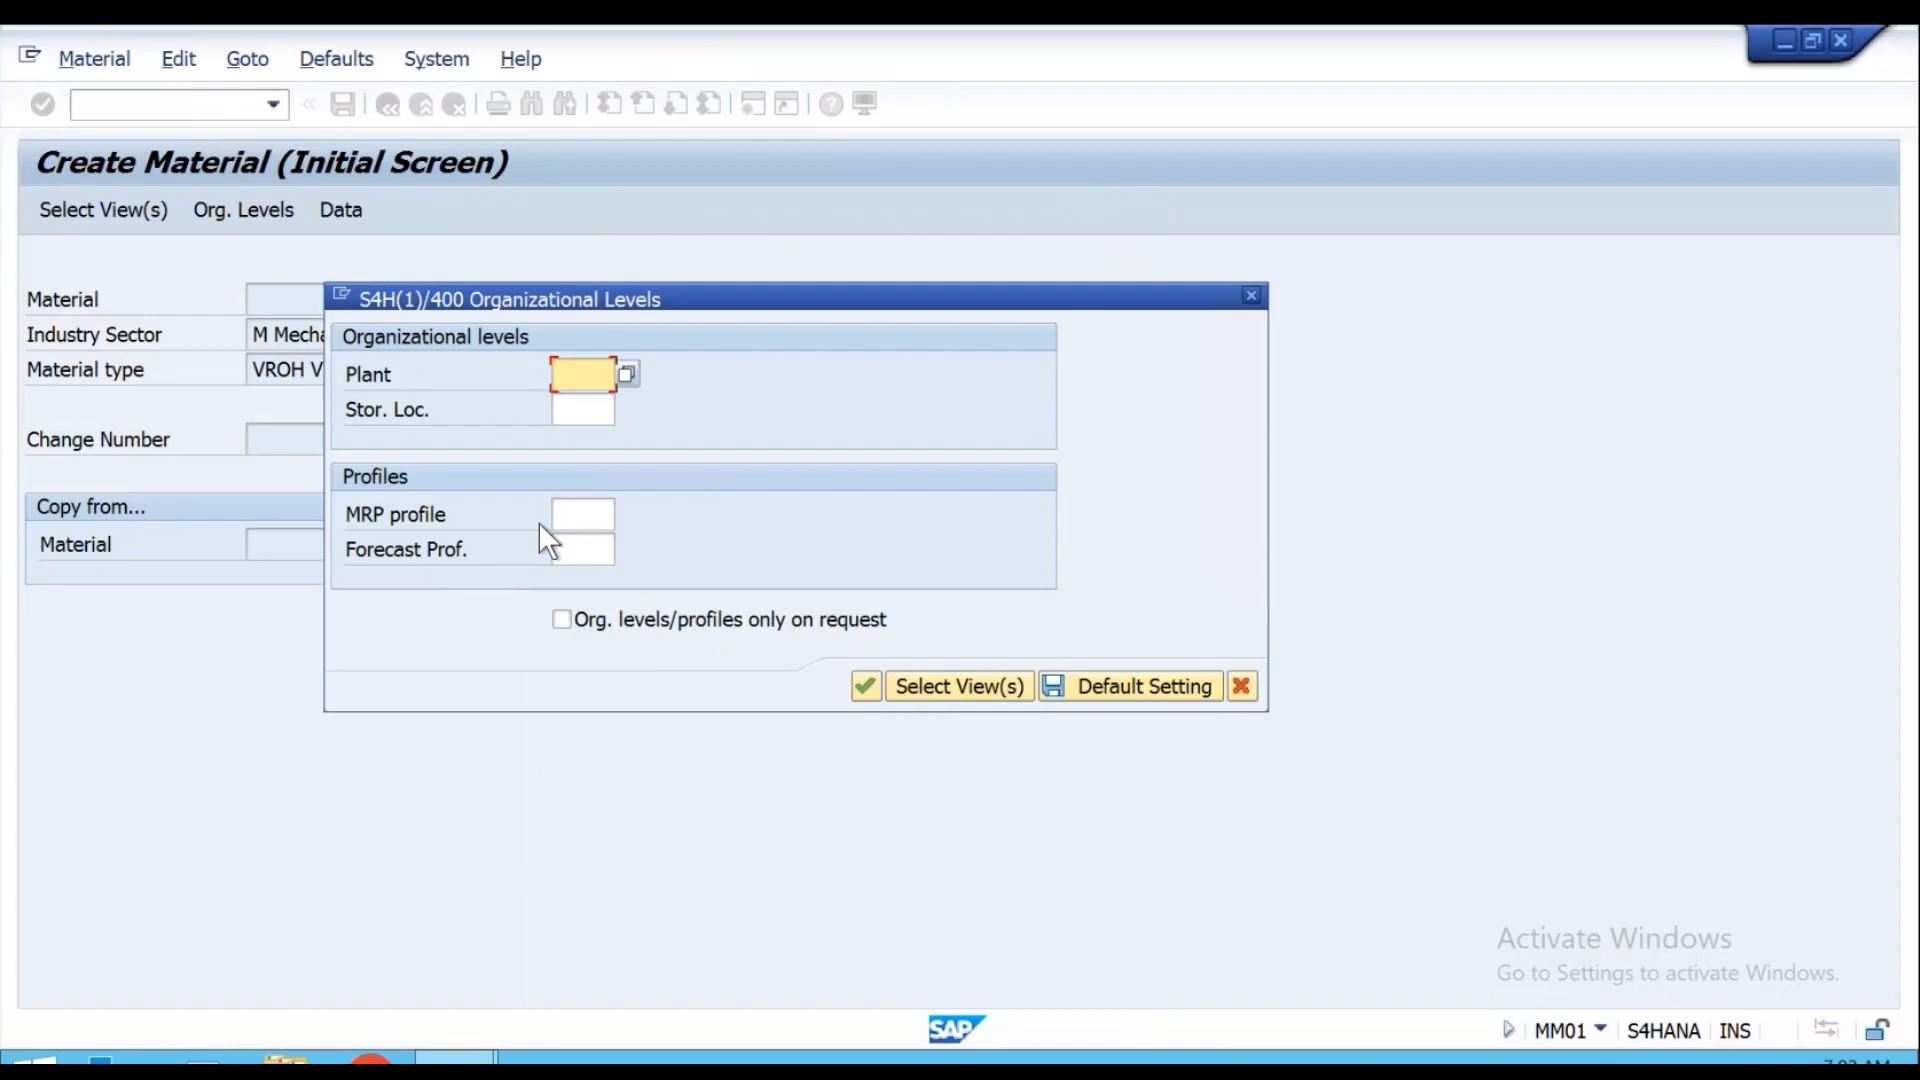 Material Edit Goto Defaults System Help
Create Material (Initial Screen)
Select View(s) Org. Levels Data
Material
Industry Sector M Mecha
Material type VROH V
Change Number
Copy from...
Material
S4H(1)/400 Organizational Levels
Organizational levels
Plant
Stor. Loc.
Profiles
MRP profile
Forecast Prof.
Org. levels/profiles only on request
Select View(s) Default Setting
Activate Windows
Go to Settings to activate Windows.
SAP MM01 S4HANA INS